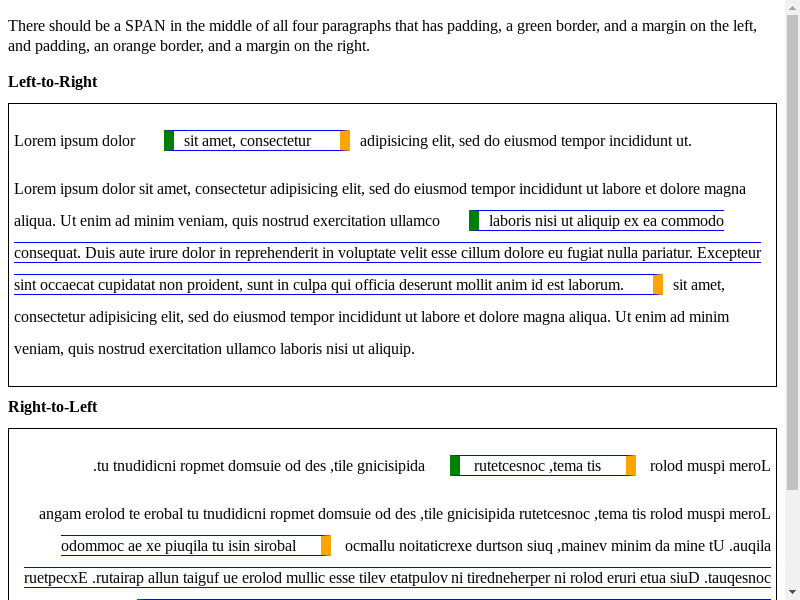 There should be a SPAN in the middle of all four paragraphs that has padding, a green border, and a margin on the left,
and padding, an orange border, and a margin on the right.
Left-to-Right
Lorem ipsum dolor sit amet, consectetur adipisicing elit, sed do eiusmod tempor incididunt ut.
Lorem ipsum dolor sit amet, consectetur adipisicing elit, sed do eiusmod tempor incididunt ut labore et dolore magna
aliqua. Ut enim ad minim veniam, quis nostrud exercitation ullamco laboris nisi ut aliquip ex ea commodo
consequat. Duis aute irure dolor in reprehenderit in voluptate velit esse cillum dolore eu fugiat nulla pariatur. Excepteur
sint occaecat cupidatat non proident, sunt in culpa qui officia deserunt mollit anim id est laborum. sit amet,
consectetur adipisicing elit, sed do eiusmod tempor incididunt ut labore et dolore magna aliqua. Ut enim ad minim
veniam, quis nostrud exercitation ullamco laboris nisi ut aliquip.
Right-to-Left
.tu tnudidicni ropmet domsuie od des ,tile gnicisipida rutetcesnoc ,tema tis rolod muspi meroL
angam erolod te erobal tu tnudidicni ropmet domsuie od des ,tile gnicisipida rutetcesnoc ,tema tis rolod muspi meroL
odommoc ae xe piuqila tu isin sirobal ocmallu noitaticrexe durtson siuq ,mainev minim da mine tU .auqila
ruetpecxE .rutairap allun taiguf ue erolod mullic esse tilev etatpulov ni tiredneherper ni rolod eruri etua siuD .tauqesnoc